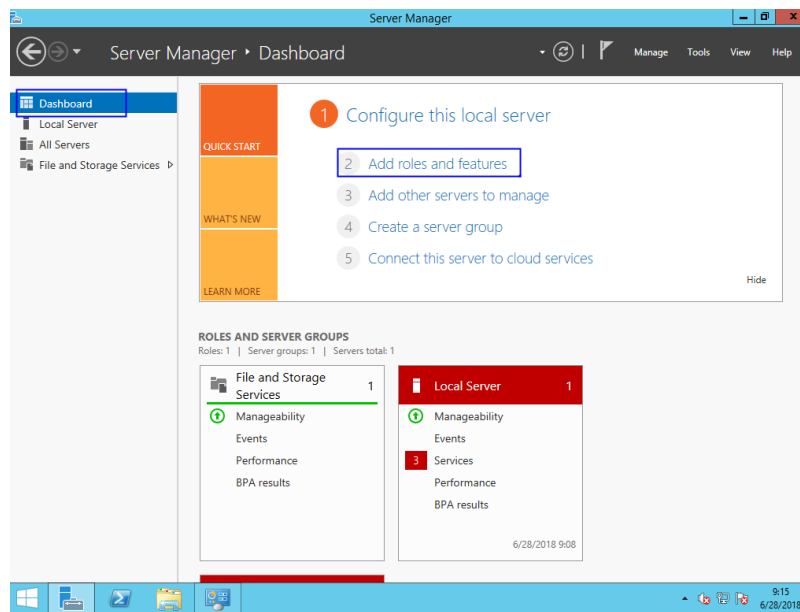 Server Manager
Server Manager • Dashboard
Manage Tools View Help
Dashboard
Local Server
All Servers
File and Storage Services
QUICK START
WHAT'S NEW
LEARN MORE
1 Configure this local server
2 Add roles and features
3 Add other servers to manage
4 Create a server group
5 Connect this server to cloud services
Hide
ROLES AND SERVER GROUPS
Roles: 1 | Server groups: 1 | Servers total: 1
File and Storage
Services
1
Manageability
Events
Performance
BPA results
Local Server 1
Manageability
Events
3 Services
Performance
BPA results
6/28/2018 9:08
9:15
6/28/2018